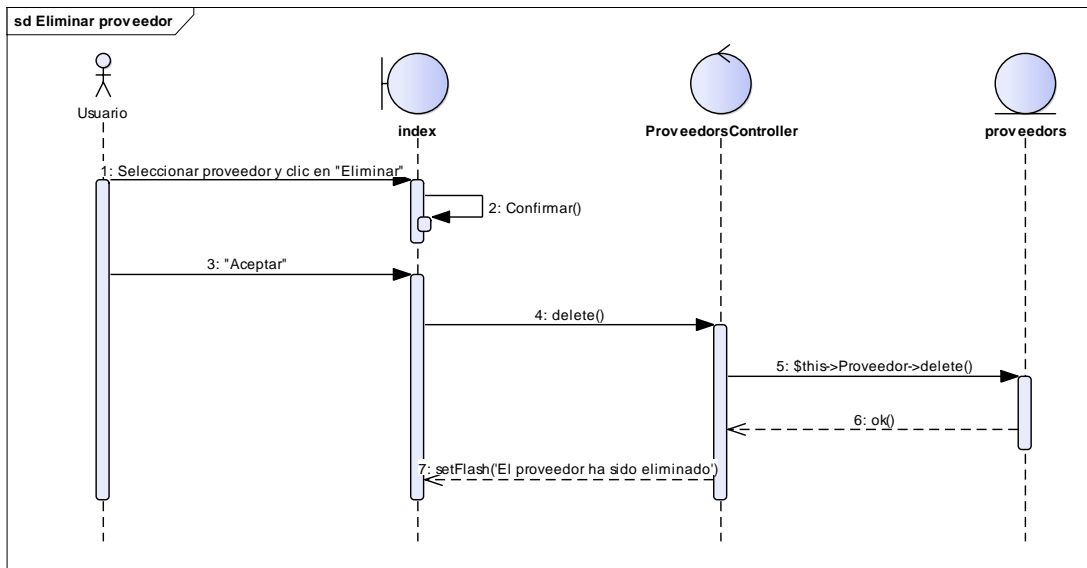 sd Eliminar proveedor
Usuario
index
ProveedorsController
proveedors
1: Seleccionar proveedor y clic en "Eliminar"
2: Confirmar()
3: "Aceptar"
4: delete()
5: $this->Proveedor->delete()
6: ok()
7: setFlash('El proveedor ha sido eliminado')